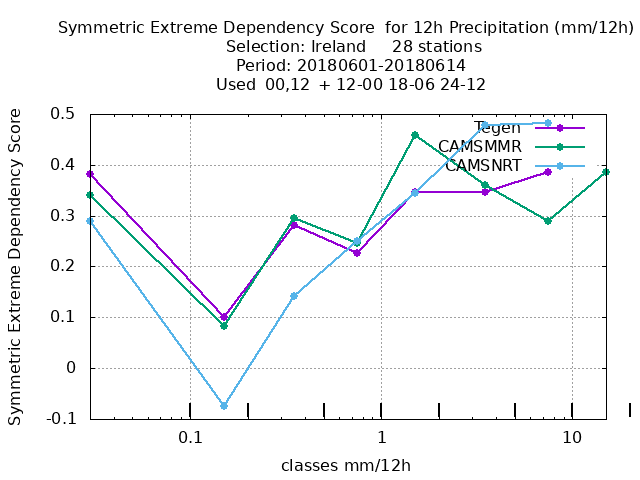 Symmetric Extreme Dependency Score  for 12h Precipitation (mm/12h)
Selection: Ireland     28 stations
Period: 20180601-20180614
Used  00,12  + 12-00 18-06 24-12
Symmetric Extreme Dependency Score
0.5
0.4
0.3
0.2
0.1
0
-0.1
Tegen
CAMSMMR
CAMSNRT
0.1 1 10
classes mm/12h